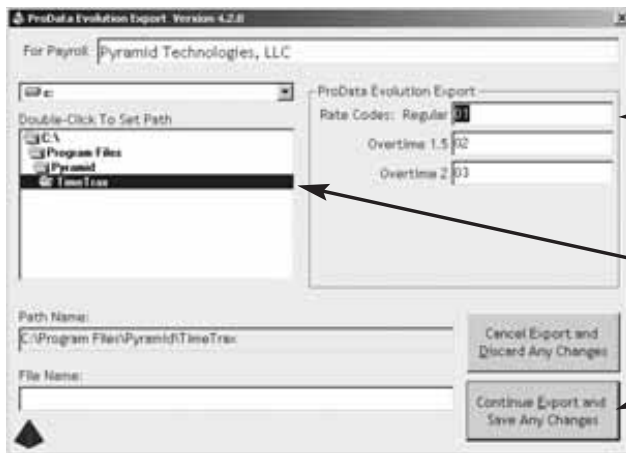 ProData Evolution Export Version 4.2.0
For Payroll: Pyramid Technologies, LLC
c:
Double-Click To Set Path
C:\
Program Files
Pyramid
TimeTrax
ProData Evolution Export
Rate Codes: Regular 01
Overtime 1.5 02
Overtime 2 03
Path Name:
C:\Program Files\Pyramid\TimeTrax
File Name:
Cancel Export and
Discard Any Changes
Continue Export and
Save Any Changes